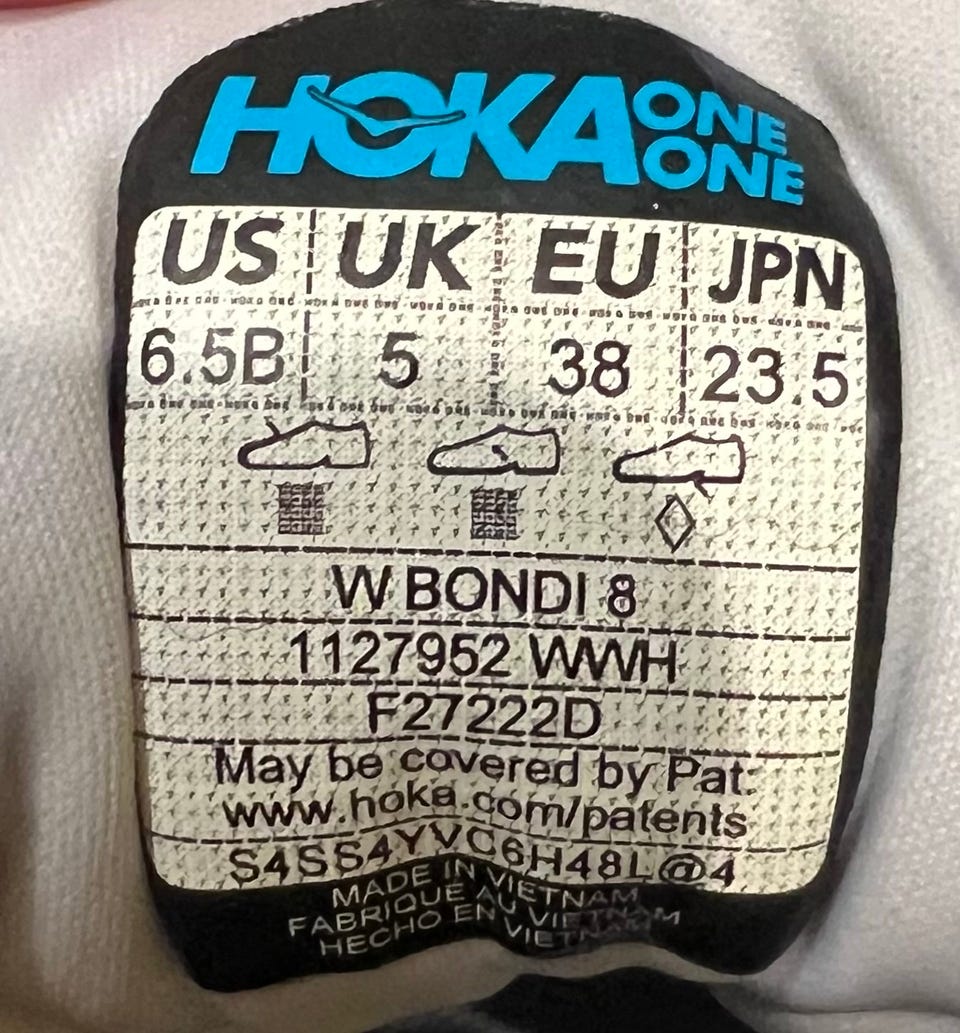 HOKA ONE ONE
US UK EU JPN
6.5B 5 38 23.5
W BONDI 8
1127952 WWH
F27222D
May be covered by Pat:
www.hoka.com/patents
S4SS4YVC6H48L@4
MADE IN VIETNAM
FABRIQUE AU VIETNAM
HECHO EN VIETNAM